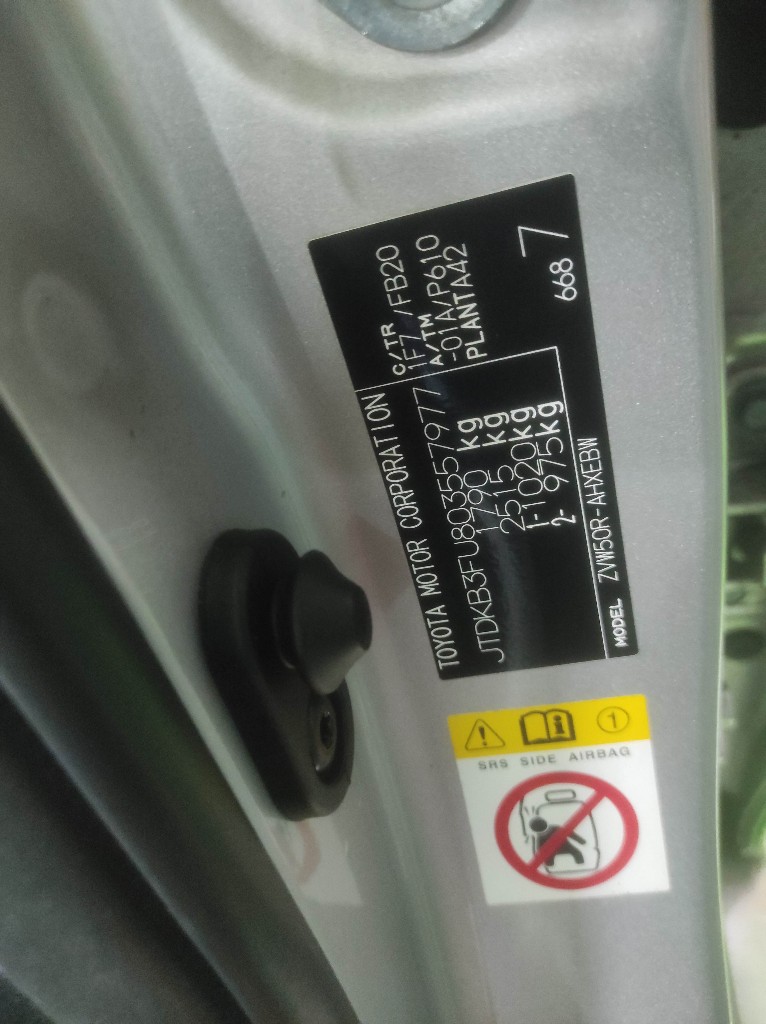 TOYOTA MOTOR CORPORATION
JTDKB3FU803557977
1790 kg
2515 kg
1-1020kg
2- 975kg
C/TR
1F7 /FB20
A/TM
-01A/P610
PLANTA42
668 7
MODEL ZVW50R-AHXEBW
1
SRS SIDE AIRBAG